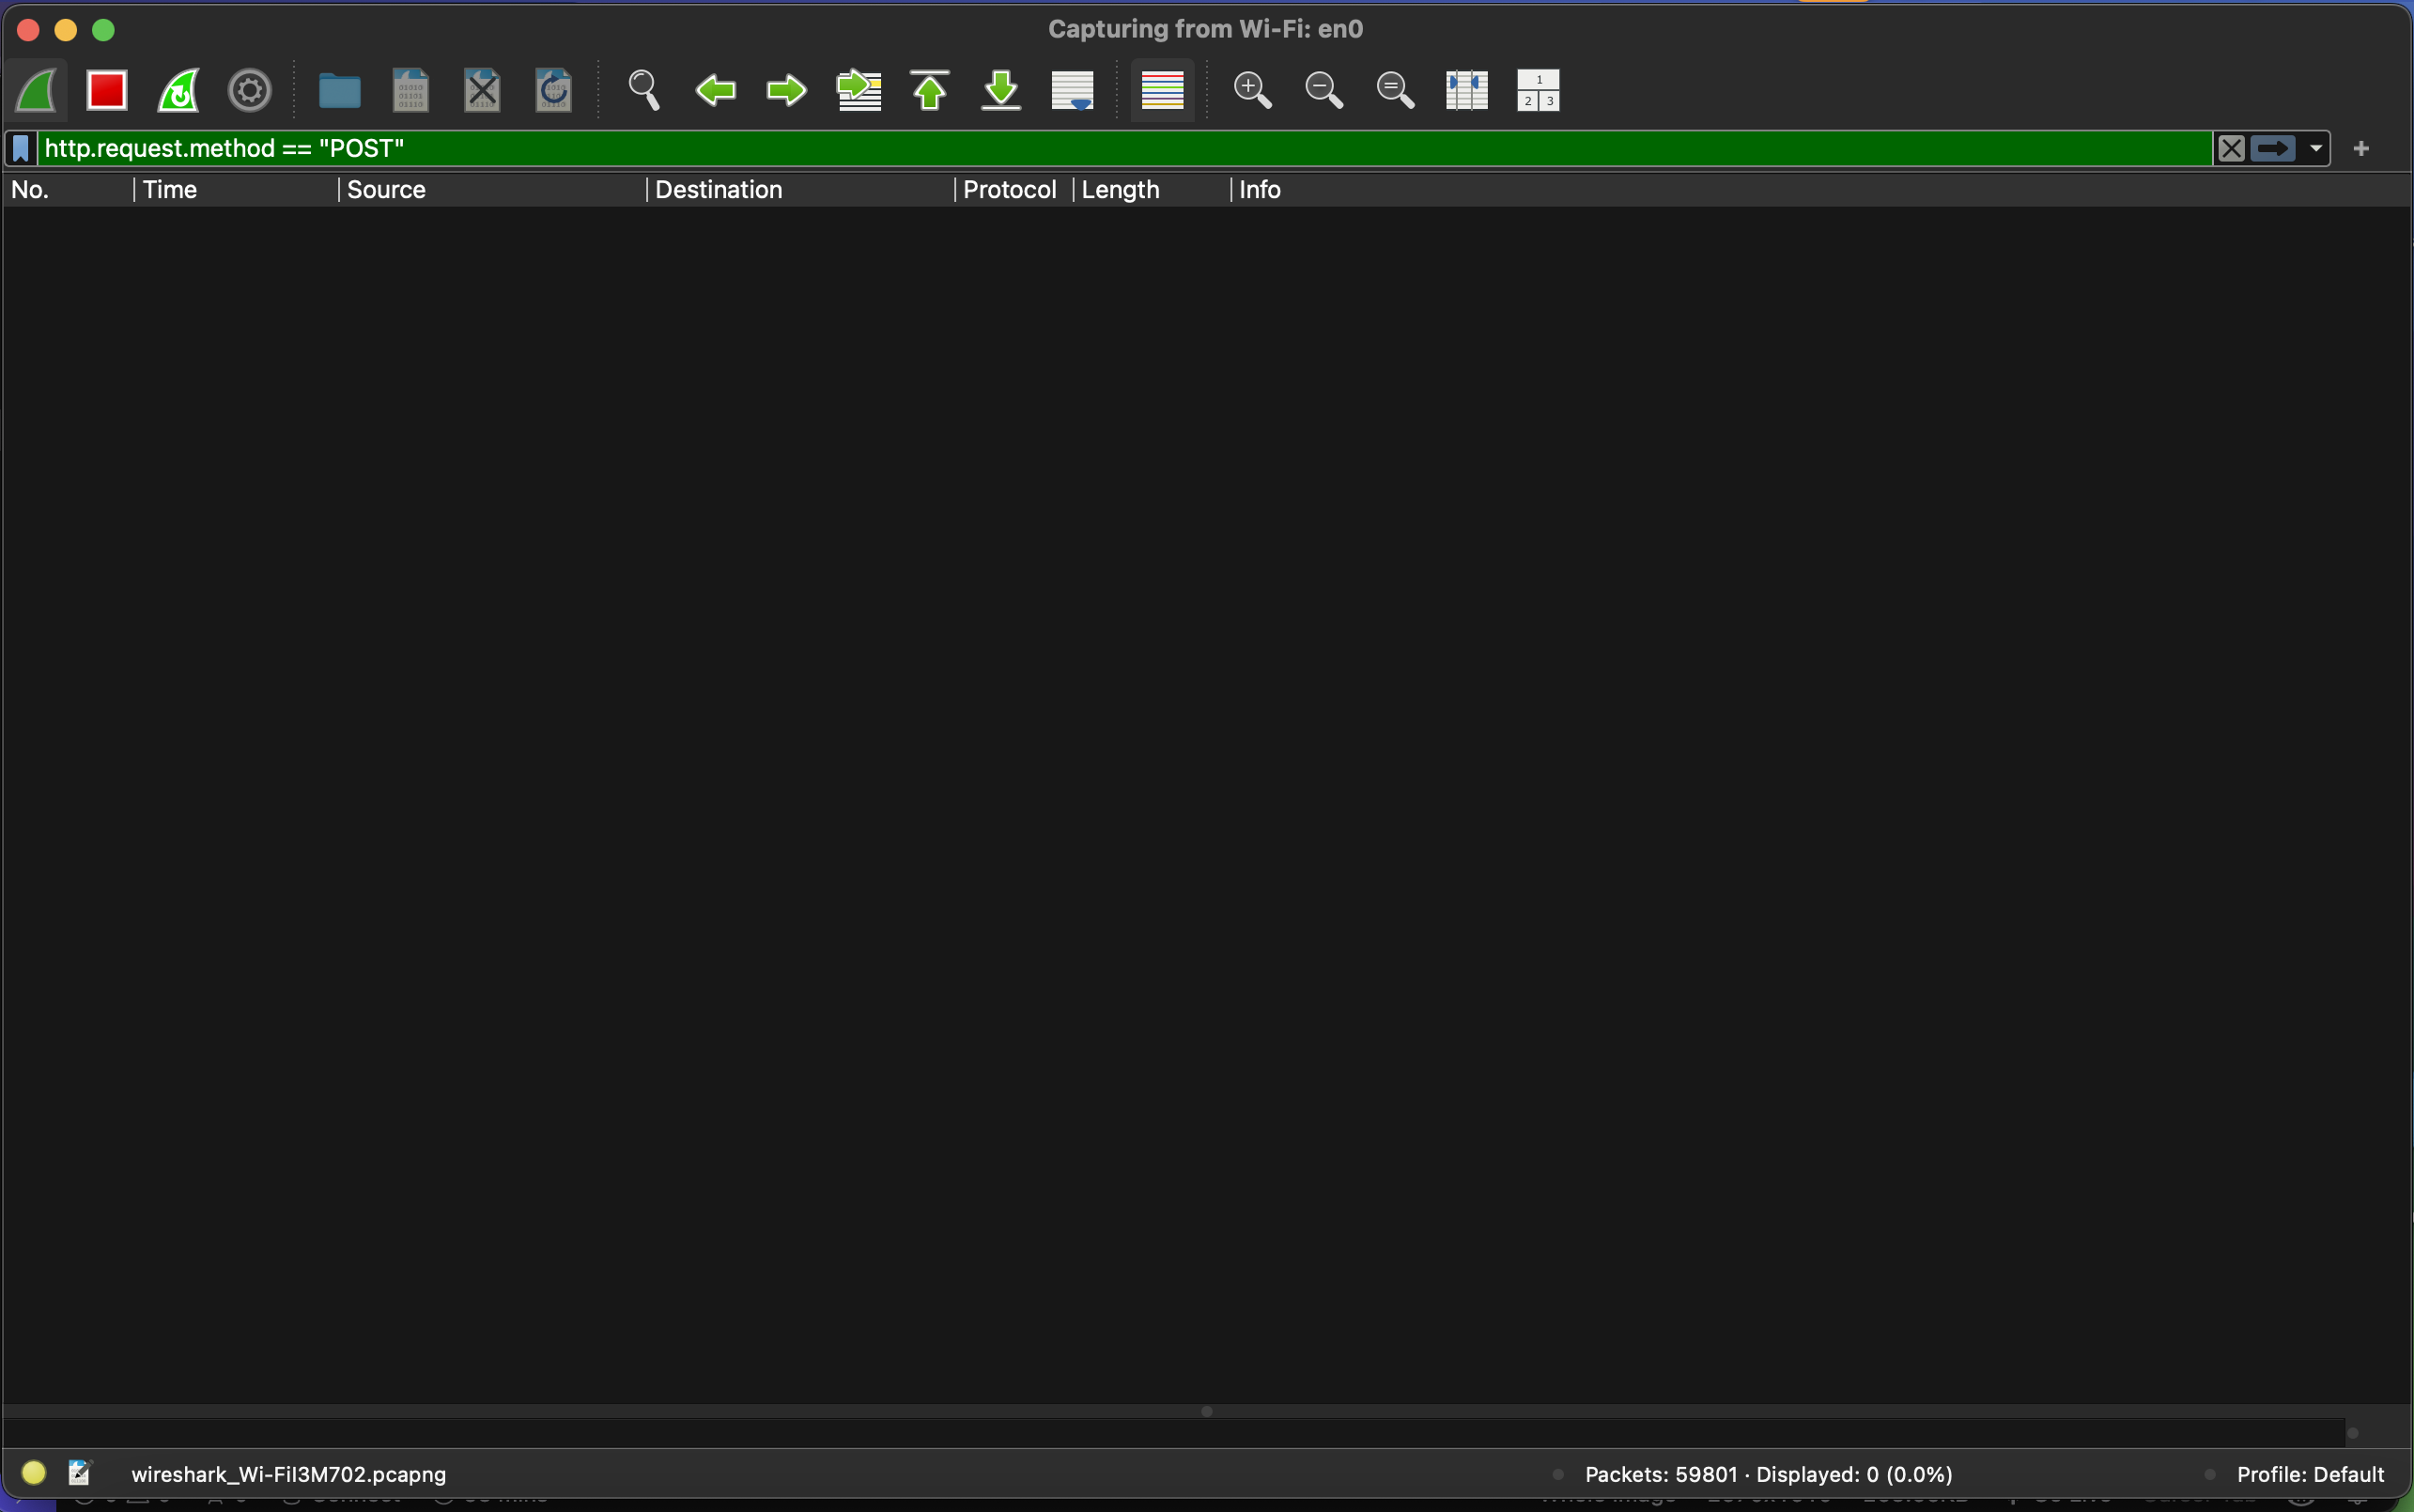 Capturing from Wi-Fi: en0
http.request.method == "POST"
No. Time Source Destination Protocol Length Info
wireshark_Wi-FiI3M702.pcapng Packets: 59801 · Displayed: 0 (0.0%) Profile: Default